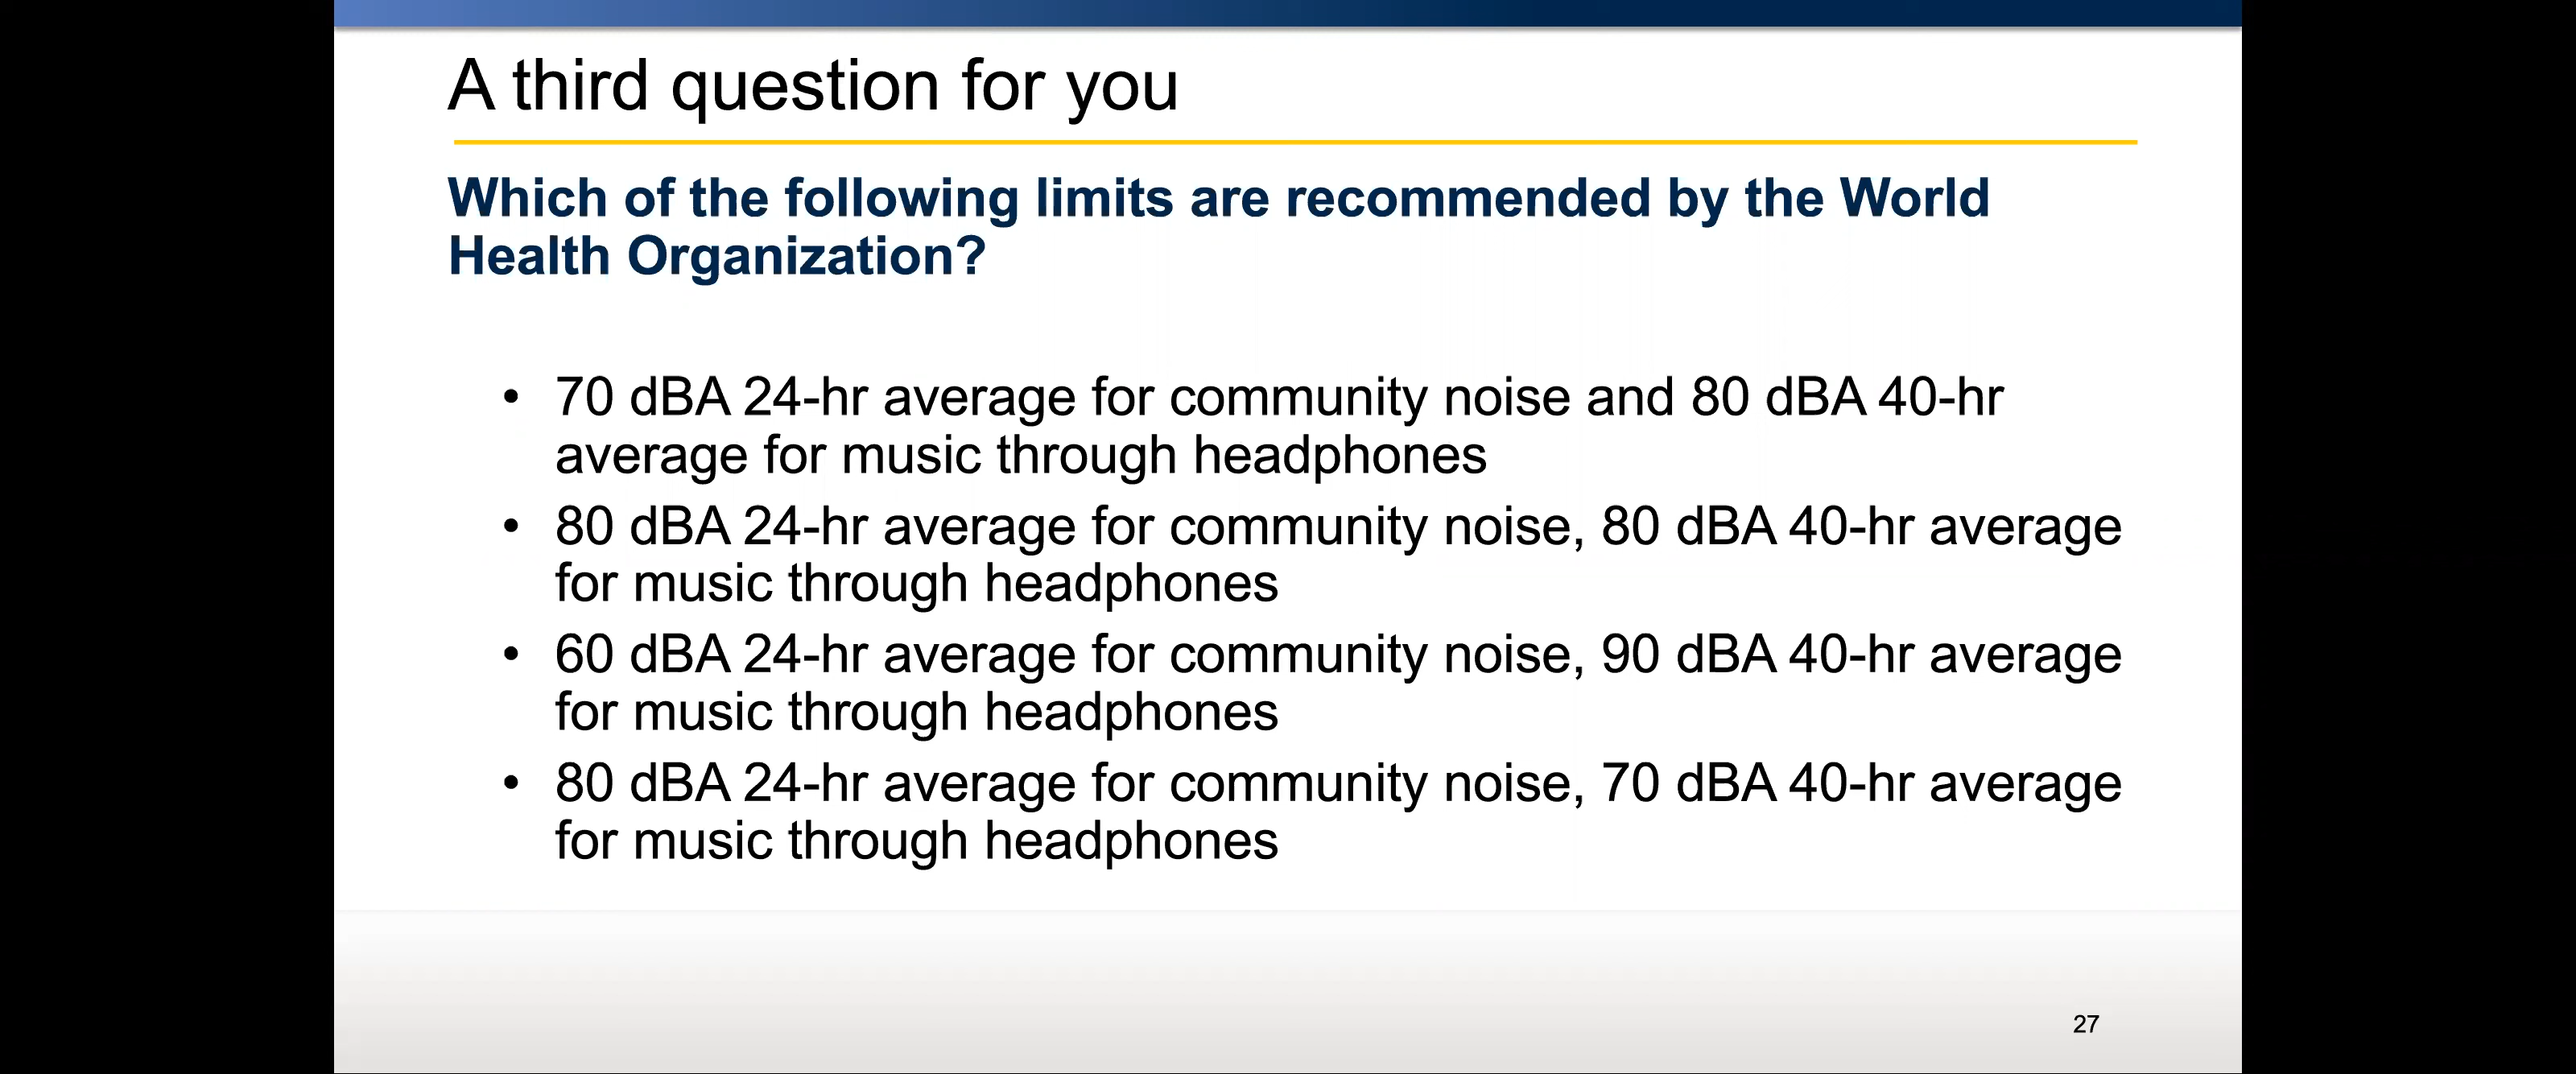 A third question for you
Which of the following limits are recommended by the World
Health Organization?
• 70 dBA 24-hr average for community noise and 80 dBA 40-hr
average for music through headphones
• 80 dBA 24-hr average for community noise, 80 dBA 40-hr average
for music through headphones
• 60 dBA 24-hr average for community noise, 90 dBA 40-hr average
for music through headphones
• 80 dBA 24-hr average for community noise, 70 dBA 40-hr average
for music through headphones
27